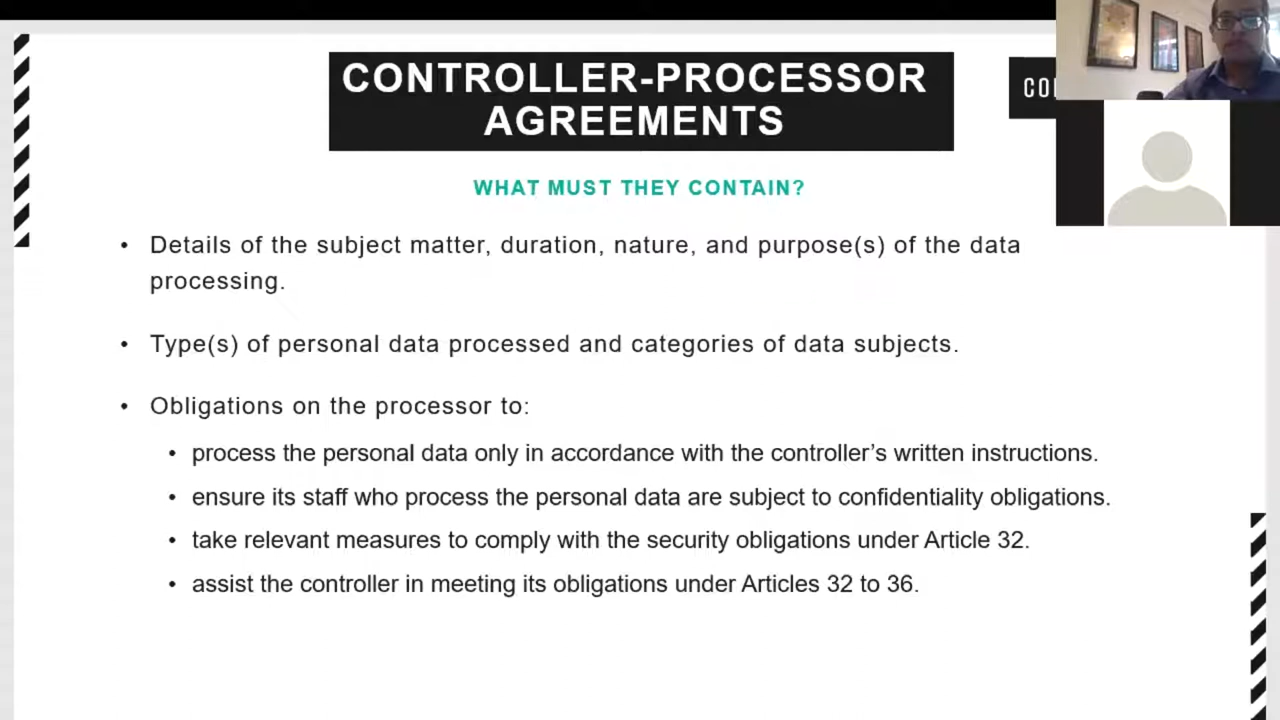 CONTROLLER-PROCESSOR
AGREEMENTS
WHAT MUST THEY CONTAIN?
• Details of the subject matter, duration, nature, and purpose(s) of the data
processing.
• Type(s) of personal data processed and categories of data subjects.
• Obligations on the processor to:
• process the personal data only in accordance with the controller’s written instructions.
• ensure its staff who process the personal data are subject to confidentiality obligations.
• take relevant measures to comply with the security obligations under Article 32.
• assist the controller in meeting its obligations under Articles 32 to 36.